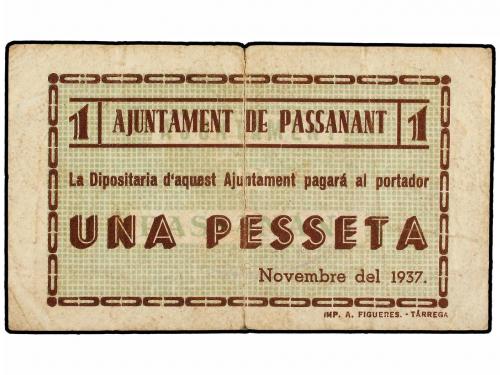 1 AJUNTAMENT DE PASSANANT 1
La Dipositaria d'aquest Ajuntament pagará al portador
UNA PESSETA
Novembre del 1937.
IMP. A. FIGUERES. - TÁRREGA